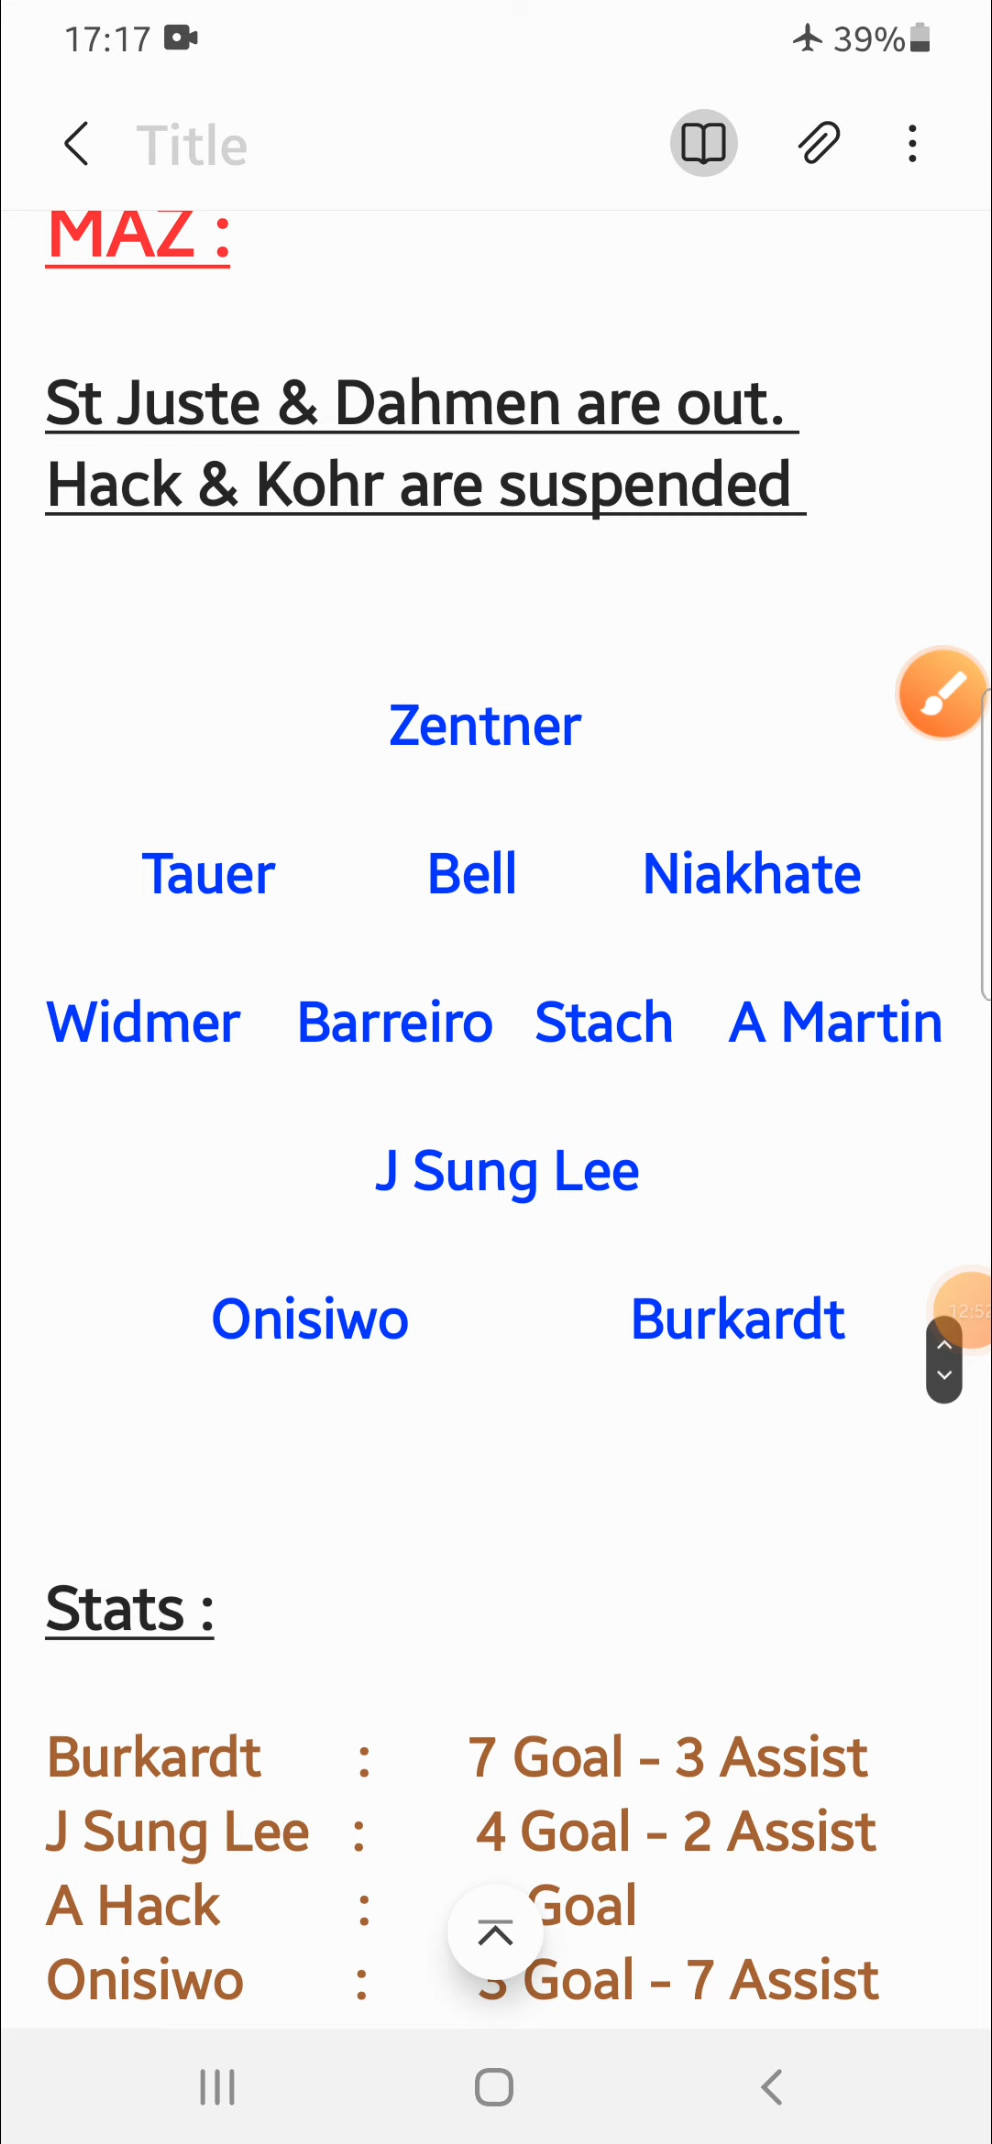 17:17 39%
Title
MAZ :
St Juste & Dahmen are out.
Hack & Kohr are suspended
Zentner
Tauer Bell Niakhate
Widmer Barreiro Stach A Martin
J Sung Lee
Onisiwo Burkardt
12:52
Stats :
Burkardt : 7 Goal - 3 Assist
J Sung Lee : 4 Goal - 2 Assist
A Hack : Goal
Onisiwo : Goal - 7 Assist